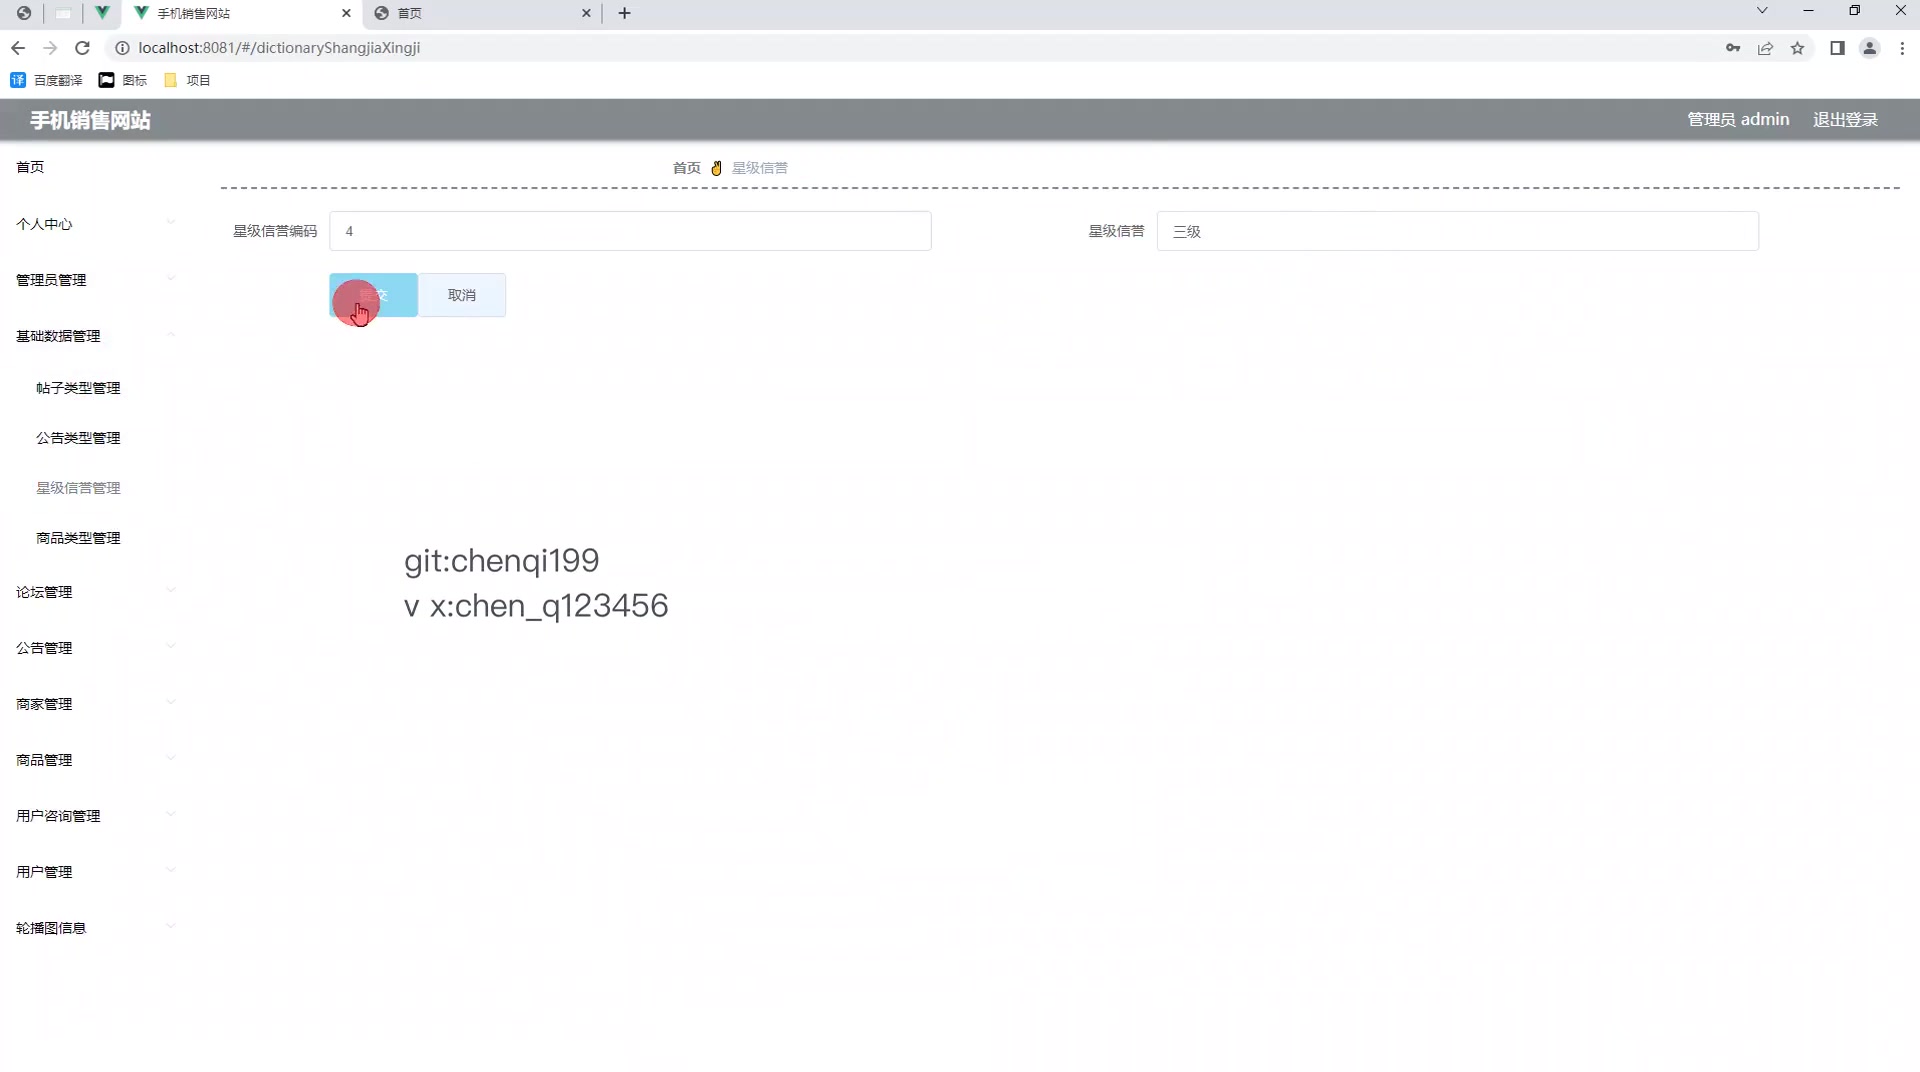 手机销售网站
首页
localhost:8081/#/dictionaryShangjiaXingji
百度翻译
图标
项目
手机销售网站
管理员 admin
退出登录
首页
首页 ✌ 星级信誉
个人中心
星级信誉编码
4
星级信誉
三级
管理员管理
提交
取消
基础数据管理
帖子类型管理
公告类型管理
星级信誉管理
商品类型管理
git:chenqi199
论坛管理
v x:chen_q123456
公告管理
商家管理
商品管理
用户咨询管理
用户管理
轮播图信息